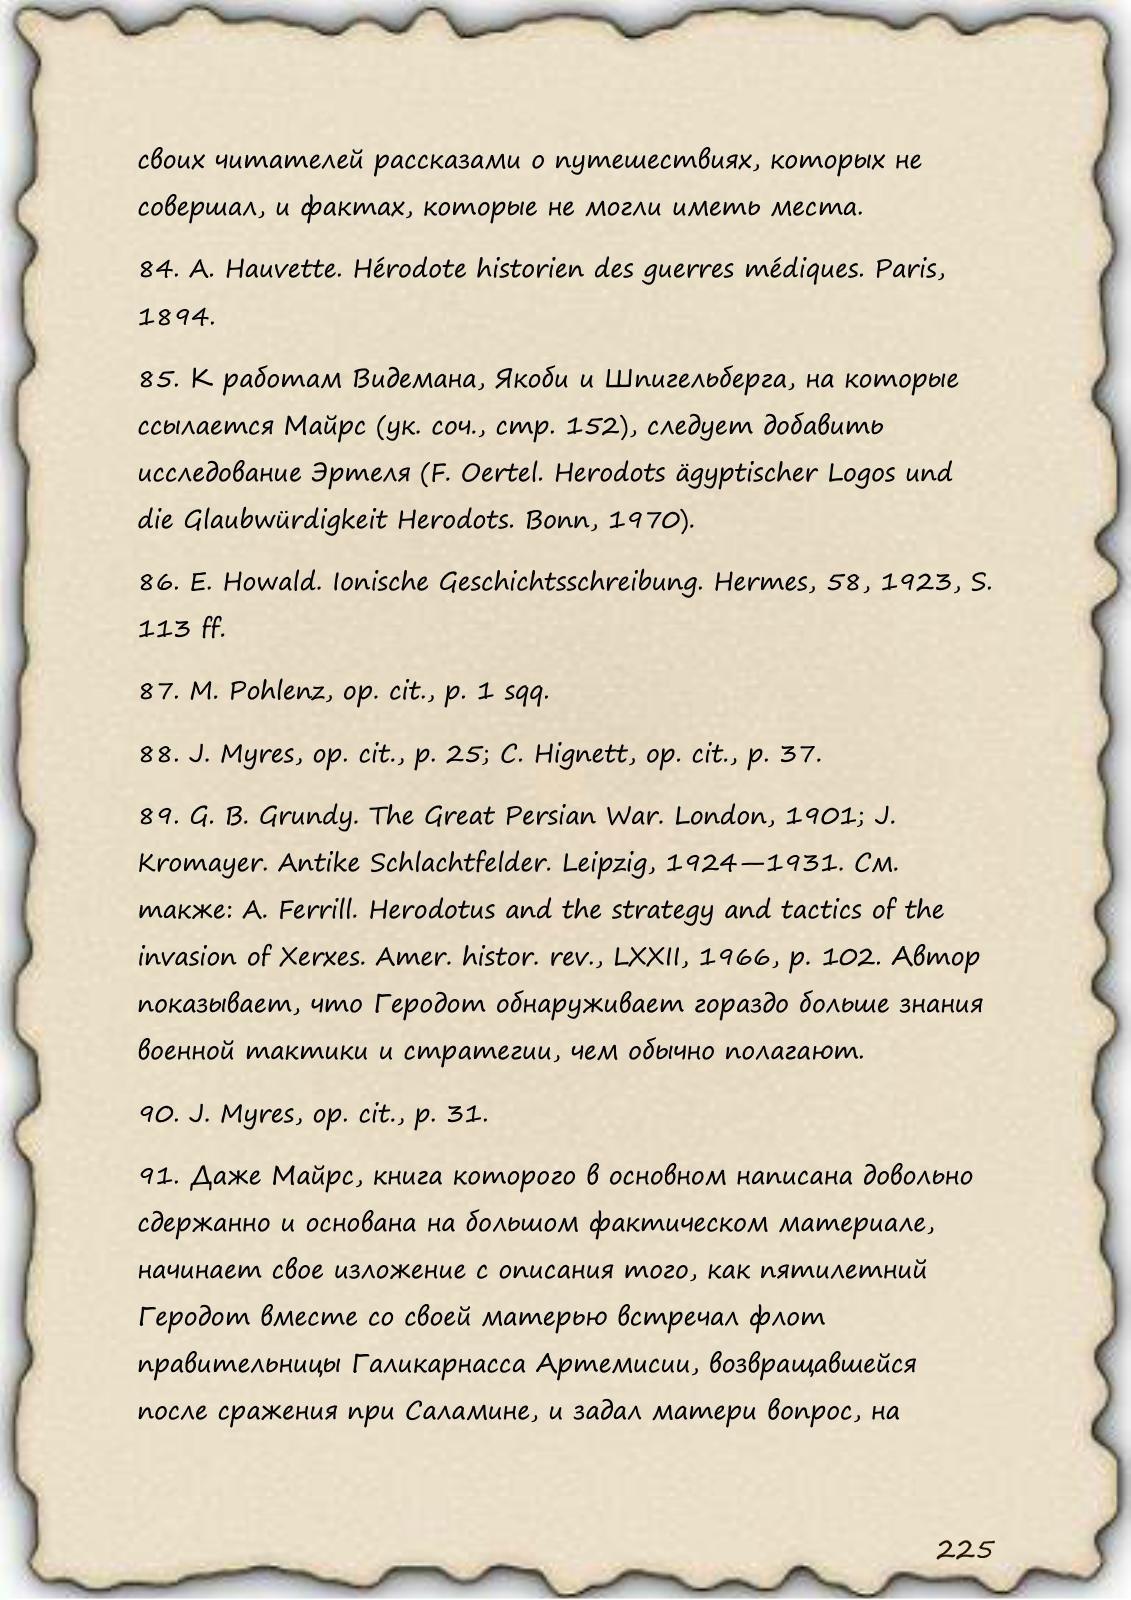 своих читателей рассказами о путешествиях, которых не
совершал, и фактах, которые не могли иметь места.
84. A. Hauvette. Hérodote historien des guerres médiques. Paris,
1894.
85. К работам Видемана, Якоби и Шпигельберга, на которые
ссылается Майрс (ук. соч., стр. 152), следует добавить
исследование Эртеля (F. Oertel. Herodots ägyptischer Logos und
die Glaubwürdigkeit Herodots. Bonn, 1970).
86. E. Howald. Ionische Geschichtsschreibung. Hermes, 58, 1923, S.
113 ff.
87. M. Pohlenz, op. cit., p. 1 sqq.
88. J. Myres, op. cit., p. 25; C. Hignett, op. cit., p. 37.
89. G. B. Grundy. The Great Persian War. London, 1901; J.
Kromayer. Antike Schlachtfelder. Leipzig, 1924—1931. См.
также: A. Ferrill. Herodotus and the strategy and tactics of the
invasion of Xerxes. Amer. histor. rev., LXXII, 1966, p. 102. Автор
показывает, что Геродот обнаруживает гораздо больше знания
военной тактики и стратегии, чем обычно полагают.
90. J. Myres, op. cit., p. 31.
91. Даже Майрс, книга которого в основном написана довольно
сдержанно и основана на большом фактическом материале,
начинает свое изложение с описания того, как пятилетний
Геродот вместе со своей матерью встречал флот
правительницы Галикарнасса Артемисии, возвращавшейся
после сражения при Саламине, и задал матери вопрос, на
225